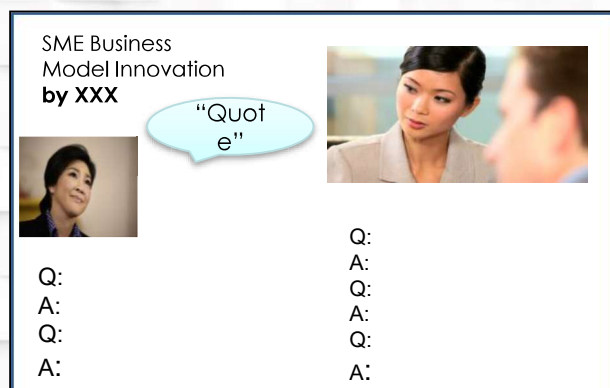 SME Business
Model Innovation
by XXX
“Quot
e”
Q:
A:
Q:
A:
Q:
A:
Q:
A:
Q:
A: